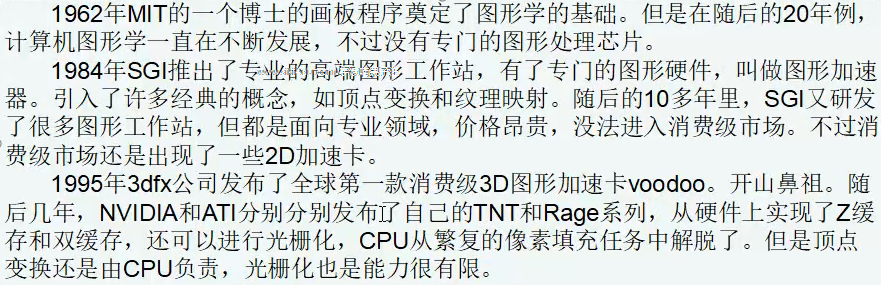 1962年MIT的一个博士的画板程序奠定了图形学的基础。但是在随后的20年例，
计算机图形学一直在不断发展，不过没有专门的图形处理芯片。
1984年SGI推出了专业的高端图形工作站，有了专门的图形硬件，叫做图形加速
器。引入了许多经典的概念，如顶点变换和纹理映射。随后的10多年里，SGI又研发
了很多图形工作站，但都是面向专业领域，价格昂贵，没法进入消费级市场。不过消
费级市场还是出现了一些2D加速卡。
1995年3dfx公司发布了全球第一款消费级3D图形加速卡voodoo。开山鼻祖。随
后几年，NVIDIA和ATI分别分别发布了自己的TNT和Rage系列，从硬件上实现了Z缓
存和双缓存，还可以进行光栅化，CPU从繁复的像素填充任务中解脱了。但是顶点
变换还是由CPU负责，光栅化也是能力很有限。